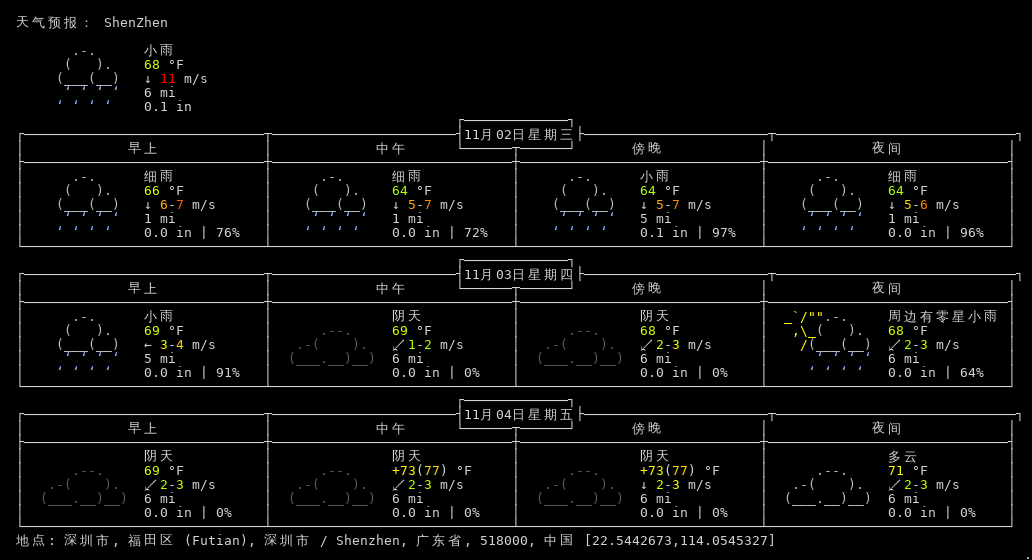 天气预报： ShenZhen
小雨
68 °F
↓ 11 m/s
6 mi
0.1 in
11月02日星期三
早上 中午 傍晚 夜间
细雨 细雨 小雨 细雨
66 °F 64 °F 64 °F 64 °F
↓ 6-7 m/s ↓ 5-7 m/s ↓ 5-7 m/s ↓ 5-6 m/s
1 mi 1 mi 5 mi 1 mi
0.0 in | 76% 0.0 in | 72% 0.1 in | 97% 0.0 in | 96%
11月03日星期四
早上 中午 傍晚 夜间
小雨 阴天 阴天 周边有零星小雨
69 °F 69 °F 68 °F 68 °F
← 3-4 m/s ↙ 1-2 m/s ↙ 2-3 m/s ↙ 2-3 m/s
5 mi 6 mi 6 mi 6 mi
0.0 in | 91% 0.0 in | 0% 0.0 in | 0% 0.0 in | 64%
11月04日星期五
早上 中午 傍晚 夜间
阴天 阴天 阴天 多云
69 °F +73(77) °F +73(77) °F 71 °F
↙ 2-3 m/s ↙ 2-3 m/s ↓ 2-3 m/s ↙ 2-3 m/s
6 mi 6 mi 6 mi 6 mi
0.0 in | 0% 0.0 in | 0% 0.0 in | 0% 0.0 in | 0%
地点: 深圳市, 福田区 (Futian), 深圳市 / Shenzhen, 广东省, 518000, 中国 [22.5442673,114.0545327]